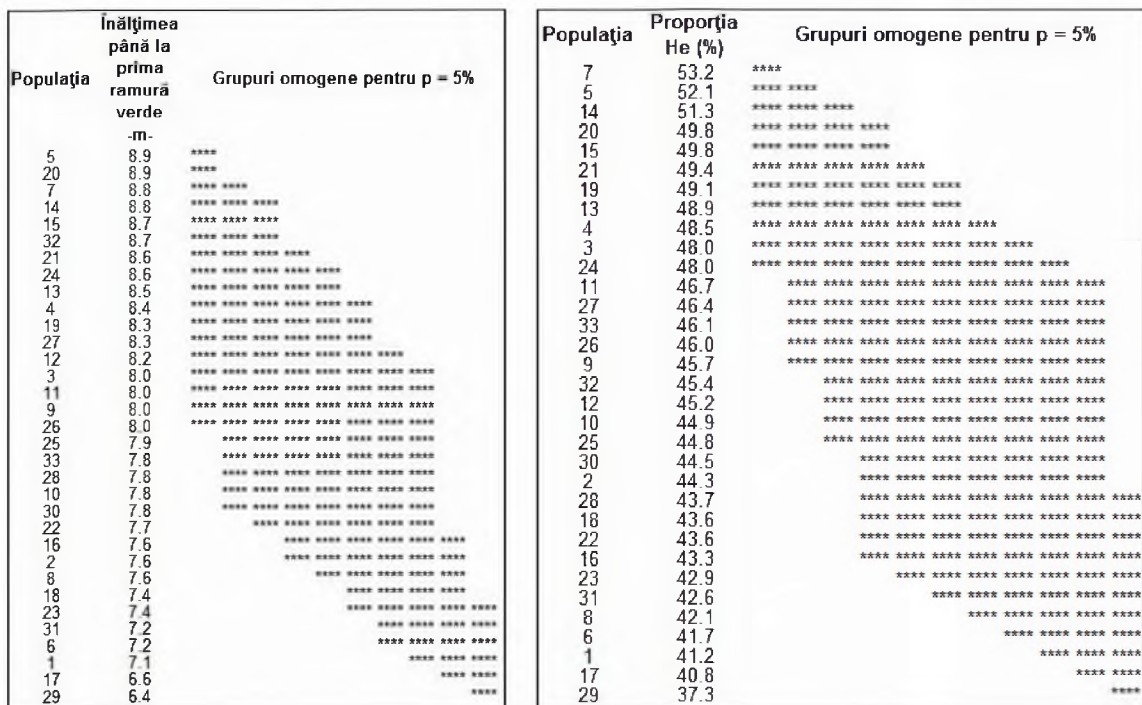 Populaţia
Înălţimea
până la
prima
ramură
verde
-m-
Grupuri omogene pentru p = 5%
5 8.9 ****
20 8.9 ****
7 8.8 **** ****
14 8.8 **** **** ****
15 8.7 **** **** ****
32 8.7 **** **** ****
21 8.6 **** **** **** ****
24 8.6 **** **** **** **** ****
13 8.5 **** **** **** **** ****
4 8.4 **** **** **** **** **** ****
19 8.3 **** **** **** **** **** ****
27 8.3 **** **** **** **** **** ****
12 8.2 **** **** **** **** **** **** ****
3 8.0 **** **** **** **** **** **** **** ****
11 8.0 **** **** **** **** **** **** **** ****
9 8.0 **** **** **** **** **** **** **** ****
26 8.0 **** **** **** **** **** **** **** ****
25 7.9 **** **** **** **** **** **** ****
33 7.8 **** **** **** **** **** **** ****
28 7.8 **** **** **** **** **** **** ****
10 7.8 **** **** **** **** **** **** ****
30 7.8 **** **** **** **** **** **** ****
22 7.7 **** **** **** **** **** ****
16 7.6 **** **** **** **** **** ****
2 7.6 **** **** **** **** **** ****
8 7.6 **** **** **** **** ****
18 7.4 **** **** **** ****
23 7.4 **** **** **** **** ****
31 7.2 **** **** **** ****
6 7.2 **** **** **** ****
1 7.1 **** **** ****
17 6.6 **** ****
29 6.4 ****
Populaţia
Proporţia
He (%)
Grupuri omogene pentru p = 5%
7 53.2 ****
5 52.1 **** ****
14 51.3 **** **** ****
20 49.8 **** **** **** ****
15 49.8 **** **** **** ****
21 49.4 **** **** **** **** ****
19 49.1 **** **** **** **** **** ****
13 48.9 **** **** **** **** **** ****
4 48.5 **** **** **** **** **** **** ****
3 48.0 **** **** **** **** **** **** **** ****
24 48.0 **** **** **** **** **** **** **** **** ****
11 46.7 **** **** **** **** **** **** **** **** ****
27 46.4 **** **** **** **** **** **** **** **** ****
33 46.1 **** **** **** **** **** **** **** **** ****
26 46.0 **** **** **** **** **** **** **** **** ****
9 45.7 **** **** **** **** **** **** **** **** ****
32 45.4 **** **** **** **** **** **** **** ****
12 45.2 **** **** **** **** **** **** **** ****
10 44.9 **** **** **** **** **** **** **** ****
25 44.8 **** **** **** **** **** **** **** ****
30 44.5 **** **** **** **** **** **** ****
2 44.3 **** **** **** **** **** **** ****
28 43.7 **** **** **** **** **** **** **** ****
18 43.6 **** **** **** **** **** **** **** ****
22 43.6 **** **** **** **** **** **** **** ****
16 43.3 **** **** **** **** **** **** **** ****
23 42.9 **** **** **** **** **** **** ****
31 42.6 **** **** **** **** **** ****
8 42.1 **** **** **** **** ****
6 41.7 **** **** **** ****
1 41.2 **** **** ****
17 40.8 **** ****
29 37.3 ****